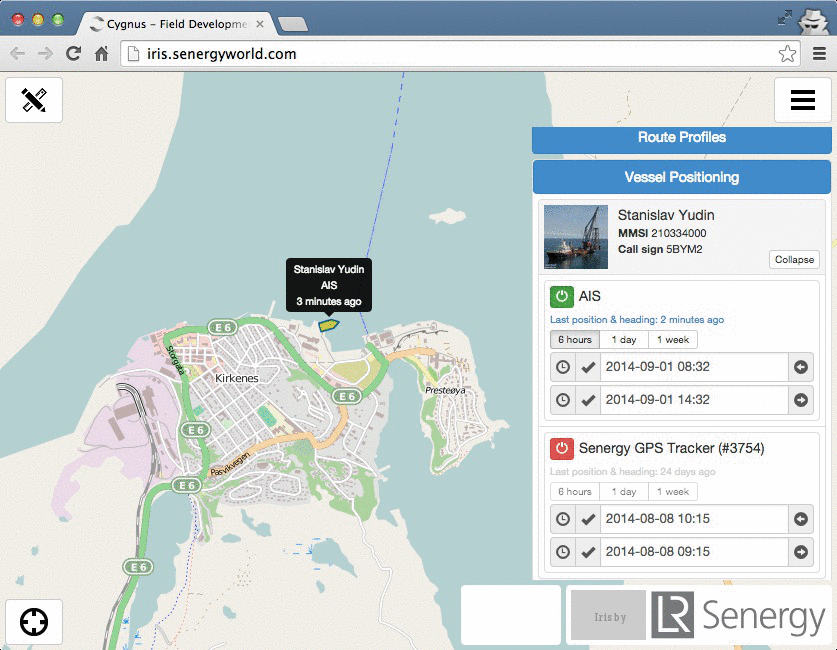 Cygnus – Field Developme
iris.senergyworld.com
Route Profiles
Vessel Positioning
Stanislav Yudin
MMSI 210334000
Call sign 5BYM2
Collapse
AIS
Last position & heading: 2 minutes ago
6 hours
1 day
1 week
2014-09-01 08:32
2014-09-01 14:32
Senergy GPS Tracker (#3754)
Last position & heading: 24 days ago
6 hours
1 day
1 week
2014-08-08 10:15
2014-08-08 09:15
Stanislav Yudin
AIS
3 minutes ago
E 6
Storgata
Kirkenes
E 6
Prestøya
E 6
Pasvikvegen
E 6
E 6
Iris by
LR Senergy